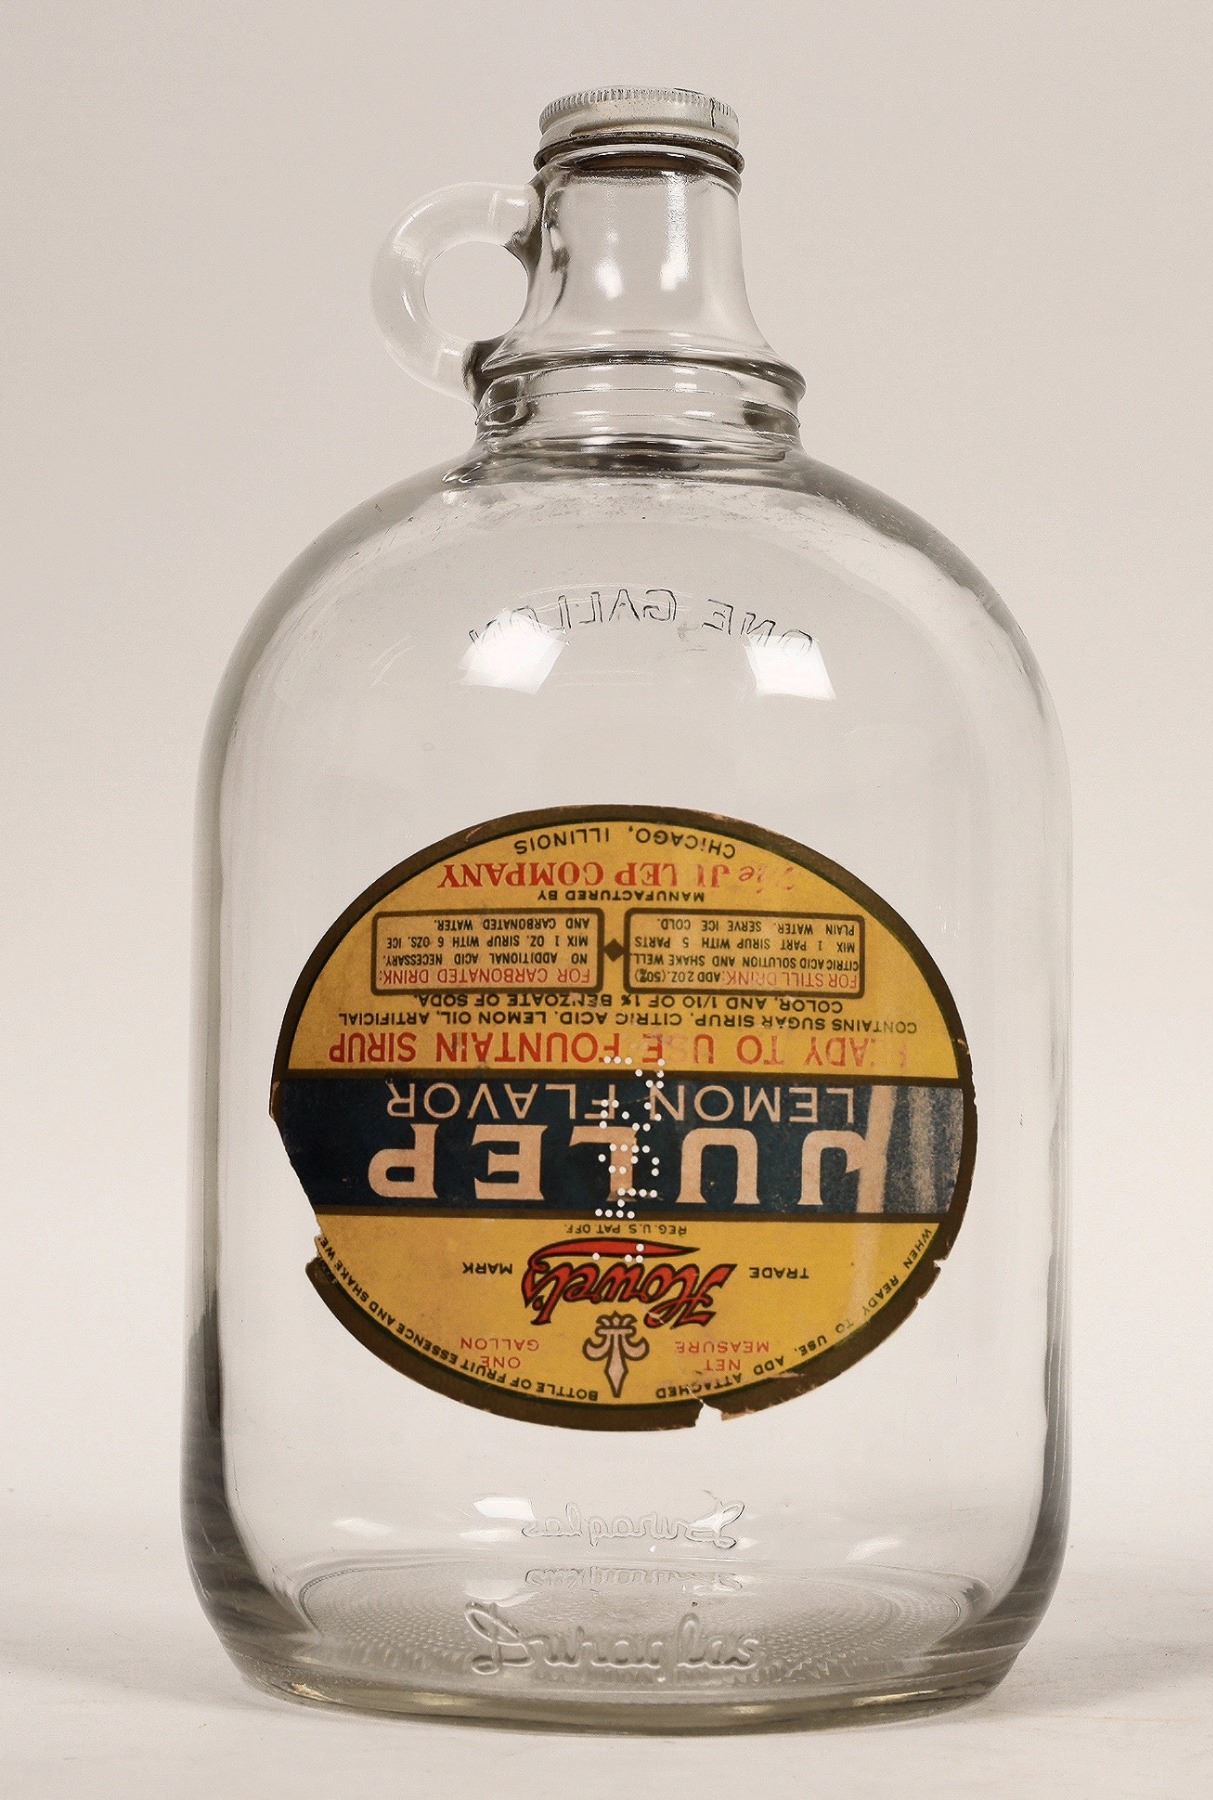 ONE GALLON
BOTTLE OF FRUIT ESSENCE AND SHAKE
WHEN READY TO USE, ADD ATTACHED
NET MEASURE
ONE GALLON
Howel's
TRADE MARK
REG. U.S. PAT. OFF.
JULEP
LEMON FLAVOR
READY TO USE FOUNTAIN SIRUP
CONTAINS SUGAR SIRUP, CITRIC ACID, LEMON OIL, ARTIFICIAL
COLOR, AND 1/10 OF 1% BENZOATE OF SODA.
FOR STILL DRINK: ADD 2 OZ. (50%)
CITRIC ACID SOLUTION AND SHAKE WELL.
MIX 1 PART SIRUP WITH 5 PARTS
PLAIN WATER. SERVE ICE COLD.
FOR CARBONATED DRINK:
NO ADDITIONAL ACID NECESSARY.
MIX 1 OZ. SIRUP WITH 6 OZS. ICE
AND CARBONATED WATER.
MANUFACTURED BY
The JULEP COMPANY
CHICAGO, ILLINOIS
Duraglas
Duraglas